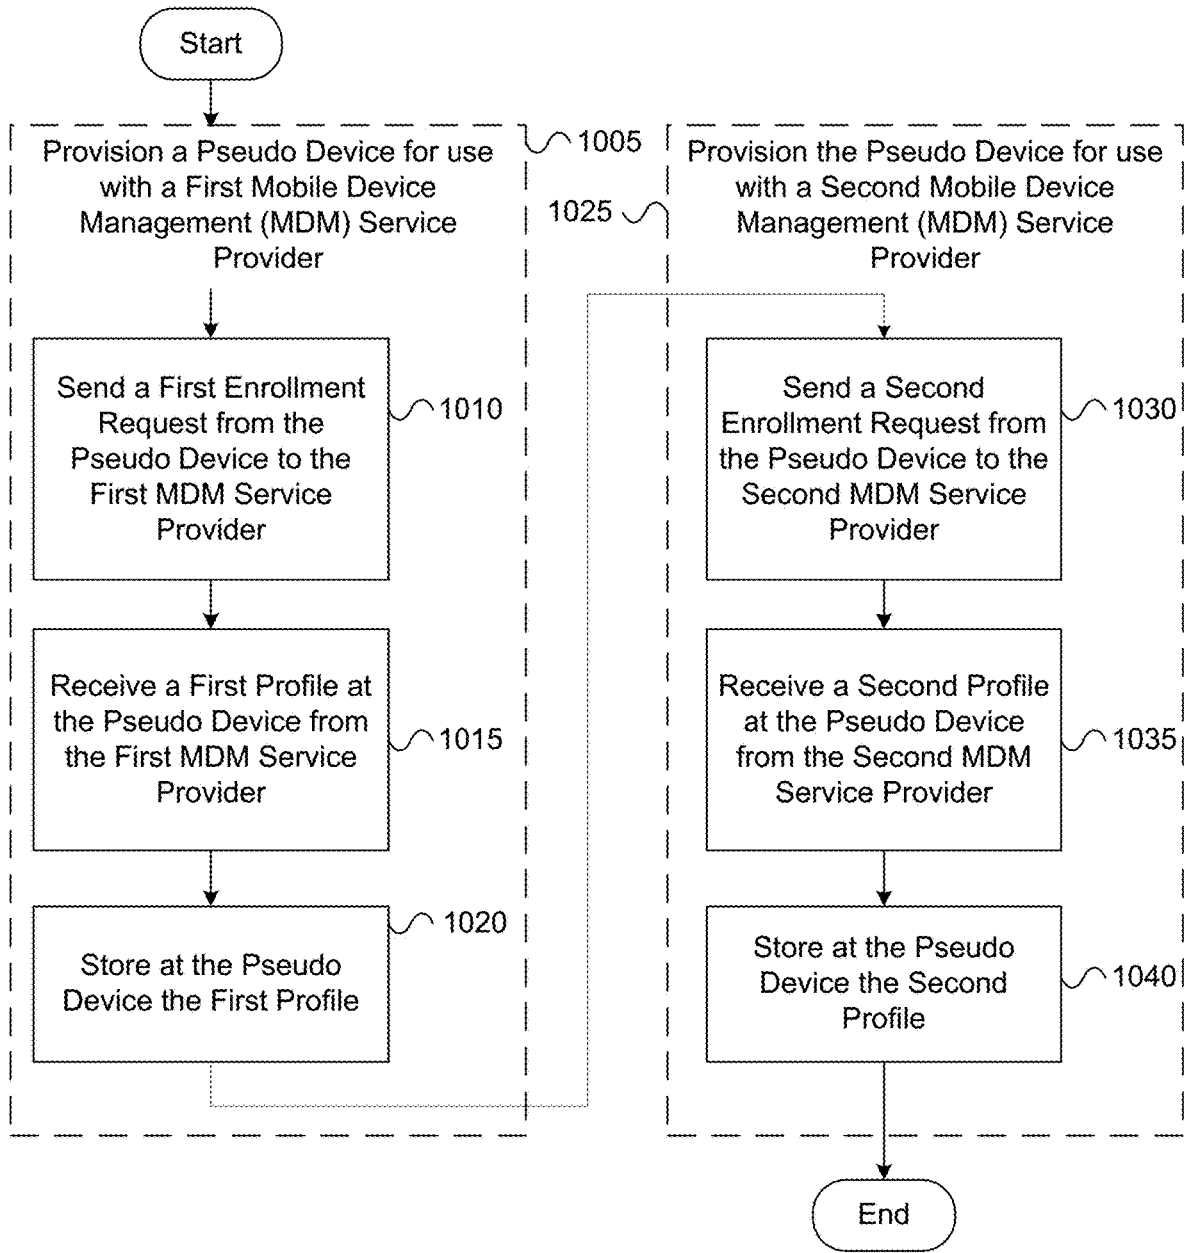 Start
Provision a Pseudo Device for use
with a First Mobile Device
Management (MDM) Service
Provider
1005
Send a First Enrollment
Request from the
Pseudo Device to the
First MDM Service
Provider
1010
Receive a First Profile at
the Pseudo Device from
the First MDM Service
Provider
1015
Store at the Pseudo
Device the First Profile
1020
Provision the Pseudo Device for use
with a Second Mobile Device
Management (MDM) Service
Provider
1025
Send a Second
Enrollment Request from
the Pseudo Device to the
Second MDM Service
Provider
1030
Receive a Second Profile
at the Pseudo Device
from the Second MDM
Service Provider
1035
Store at the Pseudo
Device the Second
Profile
1040
End